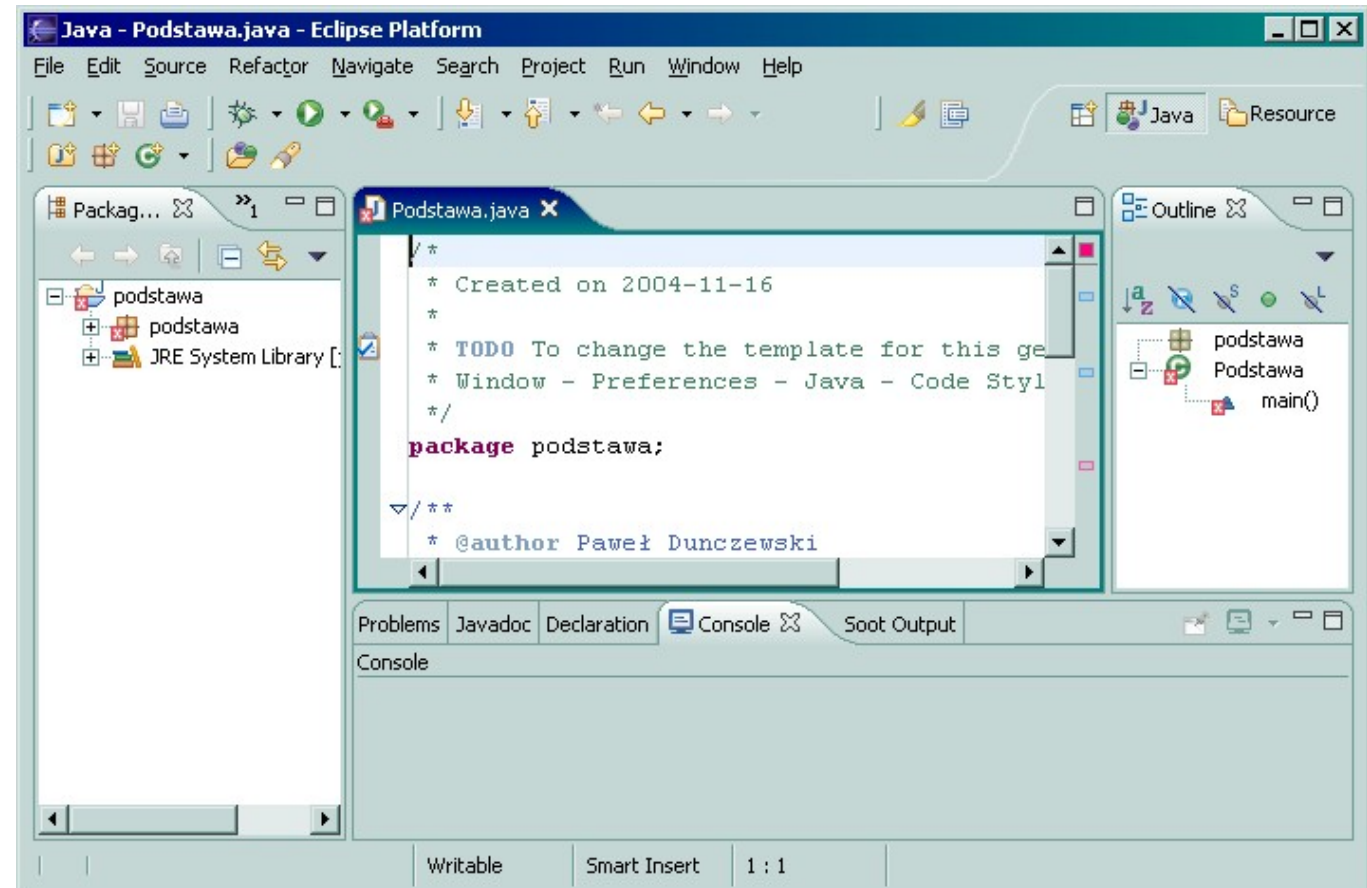 Java - Podstawa.java - Eclipse Platform
File Edit Source Refactor Navigate Search Project Run Window Help
Java Resource
Packag... »1
podstawa
podstawa
JRE System Library [
Podstawa.java
/*
* Created on 2004-11-16
*
* TODO To change the template for this ge
* Window - Preferences - Java - Code Styl
*/
package podstawa;
/**
* @author Paweł Dunczewski
Outline
podstawa
Podstawa
main()
Problems Javadoc Declaration Console Soot Output
Console
Writable Smart Insert 1 : 1